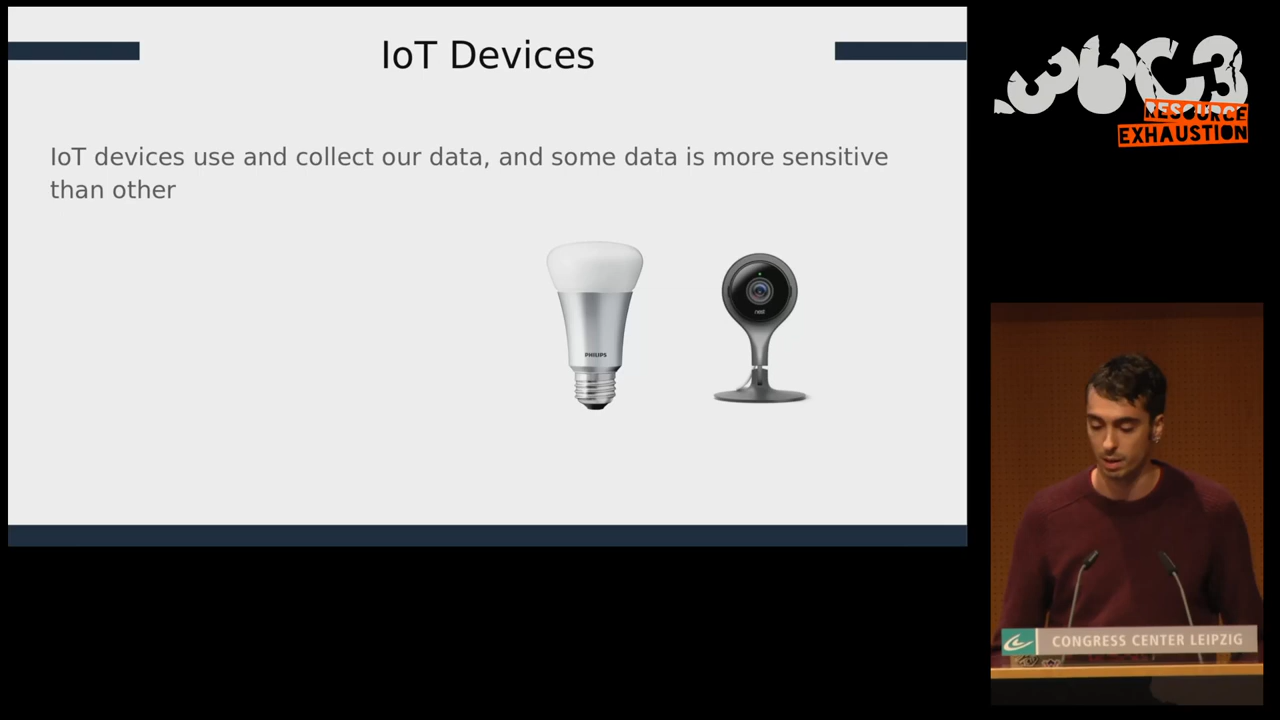 IoT Devices
IoT devices use and collect our data, and some data is more sensitive
than other
PHILIPS
nest
36C3
RESOURCE
EXHAUSTION
CONGRESS CENTER LEIPZIG